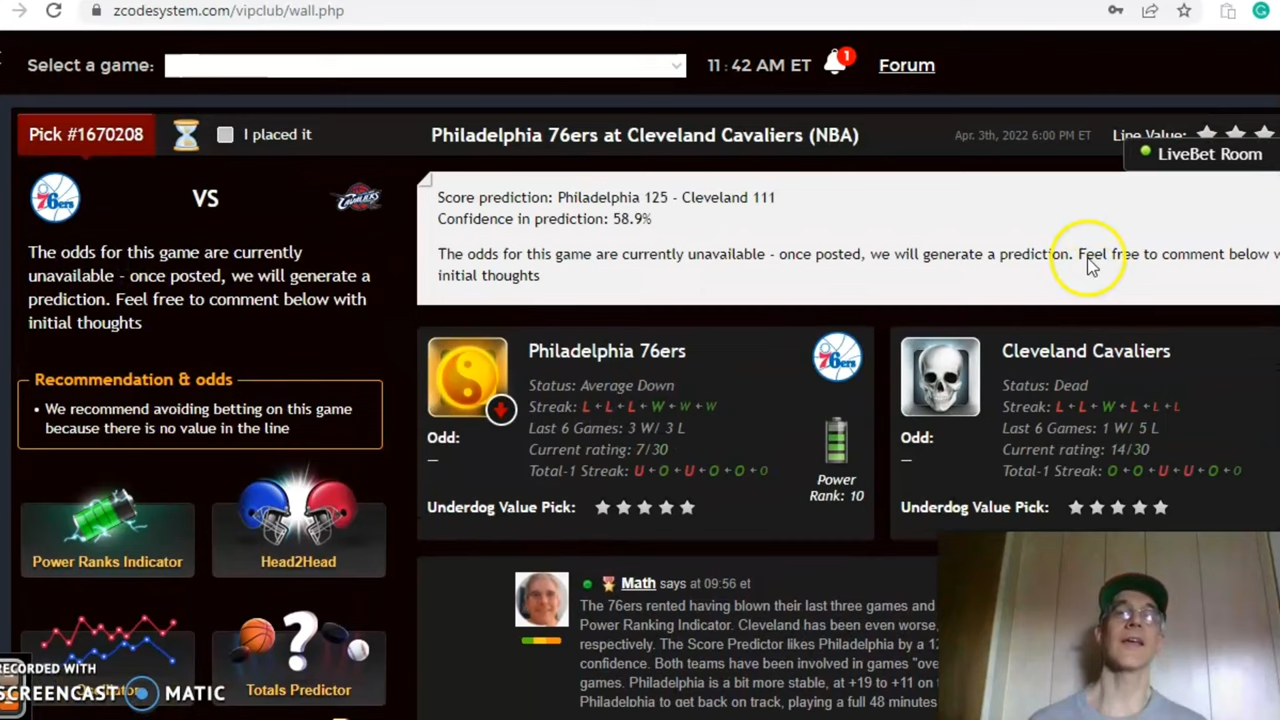 zcodesystem.com/vipclub/wall.php
Select a game:
11:42 AM ET
1
Forum
Pick #1670208
I placed it
Philadelphia 76ers at Cleveland Cavaliers (NBA)
Apr. 3th, 2022 6:00 PM ET
Line Value:
LiveBet Room
76ers
VS
CAVALIERS
The odds for this game are currently
unavailable - once posted, we will generate a
prediction. Feel free to comment below with
initial thoughts
Score prediction: Philadelphia 125 - Cleveland 111
Confidence in prediction: 58.9%
The odds for this game are currently unavailable - once posted, we will generate a prediction. Feel free to comment below w
initial thoughts
Recommendation & odds
• We recommend avoiding betting on this game
because there is no value in the line
Power Ranks Indicator
Head2Head
Totals Predictor
Philadelphia 76ers
Status: Average Down
Streak: L L L W W W
Last 6 Games: 3 W/ 3 L
Current rating: 7/30
Total-1 Streak: U O U O O O
Odd:
—
76ers
Power
Rank: 10
Underdog Value Pick:
Cleveland Cavaliers
Status: Dead
Streak: L L W L L L
Last 6 Games: 1 W/ 5 L
Current rating: 14/30
Total-1 Streak: O O U U O O
Odd:
—
Underdog Value Pick:
Math says at 09:56 et
The 76ers rented having blown their last three games and
Power Ranking Indicator. Cleveland has been even worse,
respectively. The Score Predictor likes Philadelphia by a 1
confidence. Both teams have been involved in games "ove
games. Philadelphia is a bit more stable, at +19 to +11 on
Philadelphia to get back on track, playing a full 48 minutes
RECORDED WITH
SCREENCAST MATIC